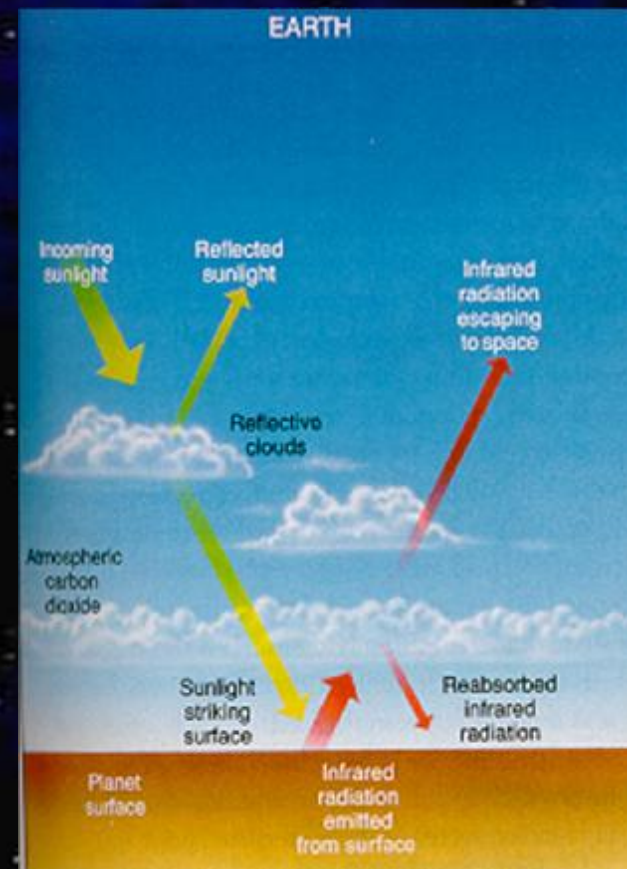 EARTH
Incoming
sunlight
Reflected
sunlight
Infrared
radiation
escaping
to space
Reflective
clouds
Atmospheric
carbon
dioxide
Sunlight
striking
surface
Reabsorbed
infrared
radiation
Planet
surface
Infrared
radiation
emitted
from surface